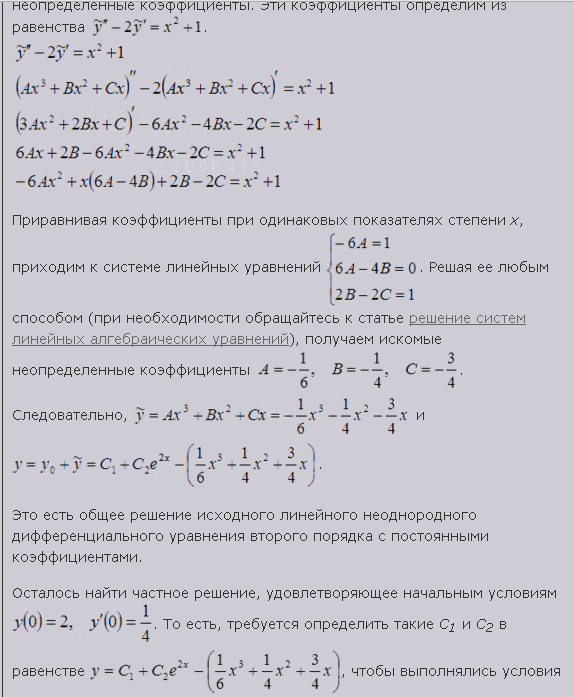 неопределенные коэффициенты. Эти коэффициенты определим из
равенства ỹ'' − 2ỹ' = x² + 1.
ỹ'' − 2ỹ' = x² + 1
(Ax³ + Bx² + Cx)'' − 2(Ax³ + Bx² + Cx)' = x² + 1
(3Ax² + 2Bx + C)' − 6Ax² − 4Bx − 2C = x² + 1
6Ax + 2B − 6Ax² − 4Bx − 2C = x² + 1
−6Ax² + x(6A − 4B) + 2B − 2C = x² + 1
Приравнивая коэффициенты при одинаковых показателях степени x,
приходим к системе линейных уравнений { −6A = 1; 6A − 4B = 0; 2B − 2C = 1 . Решая ее любым
способом (при необходимости обращайтесь к статье решение систем
линейных алгебраических уравнений), получаем искомые
неопределенные коэффициенты A = −1/6, B = −1/4, C = −3/4.
Следовательно, ỹ = Ax³ + Bx² + Cx = −1/6 x³ − 1/4 x² − 3/4 x и
y = y₀ + ỹ = C₁ + C₂e²ˣ − (1/6 x³ + 1/4 x² + 3/4 x).
Это есть общее решение исходного линейного неоднородного
дифференциального уравнения второго порядка с постоянными
коэффициентами.
Осталось найти частное решение, удовлетворяющее начальным условиям
y(0) = 2, y'(0) = 1/4. То есть, требуется определить такие C₁ и C₂ в
равенстве y = C₁ + C₂e²ˣ − (1/6 x³ + 1/4 x² + 3/4 x), чтобы выполнялись условия